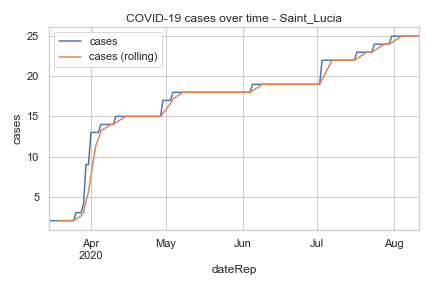 COVID-19 cases over time - Saint_Lucia
cases
cases (rolling)
25
20
15
10
5
cases
Apr
2020
May
Jun
Jul
Aug
dateRep